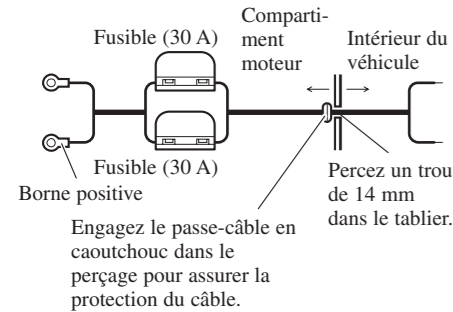 Comparti-
ment
moteur
Intérieur du
véhicule
Fusible (30 A)
Fusible (30 A)
Borne positive
Percez un trou
de 14 mm
dans le tablier.
Engagez le passe-câble en
caoutchouc dans le
perçage pour assurer la
protection du câble.